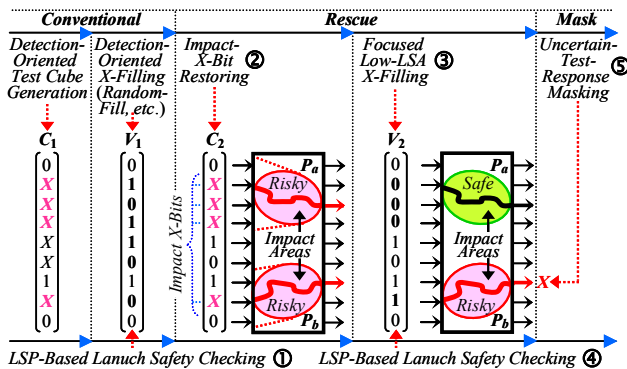 Conventional
Rescue
Mask
Detection-
Oriented
Test Cube
Generation
Detection-
Oriented
X-Filling
(Random-
Fill, etc.)
Impact-
X-Bit ②
Restoring
Focused
Low-LSA ③
X-Filling
Uncertain-
Test-
Response ⑤
Masking
C1
0
X
X
X
X
X
1
X
0
V1
0
1
0
1
1
0
1
0
0
Impact X-Bits
C2
0
X
X
X
1
0
1
X
0
Pa
Risky
Impact
Areas
Risky
Pb
V2
0
0
0
0
1
0
1
1
0
Pa
Safe
Impact
Areas
Risky
Pb
X
LSP-Based Lanuch Safety Checking ①
LSP-Based Lanuch Safety Checking ④